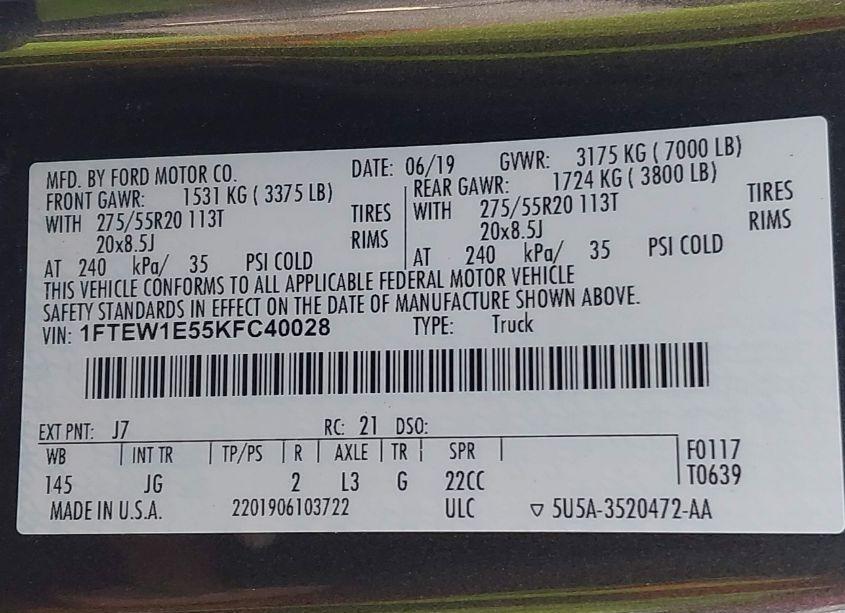 MFD. BY FORD MOTOR CO. DATE: 06/19 GVWR: 3175 KG ( 7000 LB)
FRONT GAWR: 1531 KG ( 3375 LB) REAR GAWR: 1724 KG ( 3800 LB)
WITH 275/55R20 113T TIRES WITH 275/55R20 113T TIRES
20x8.5J RIMS 20x8.5J RIMS
AT 240 kPa/ 35 PSI COLD AT 240 kPa/ 35 PSI COLD
THIS VEHICLE CONFORMS TO ALL APPLICABLE FEDERAL MOTOR VEHICLE
SAFETY STANDARDS IN EFFECT ON THE DATE OF MANUFACTURE SHOWN ABOVE.
VIN: 1FTEW1E55KFC40028 TYPE: Truck
EXT PNT: J7 RC: 21 DSO:
WB INT TR TP/PS R AXLE TR SPR F0117
145 JG 2 L3 G 22CC T0639
MADE IN U.S.A. 2201906103722 ULC ▽ 5U5A-3520472-AA